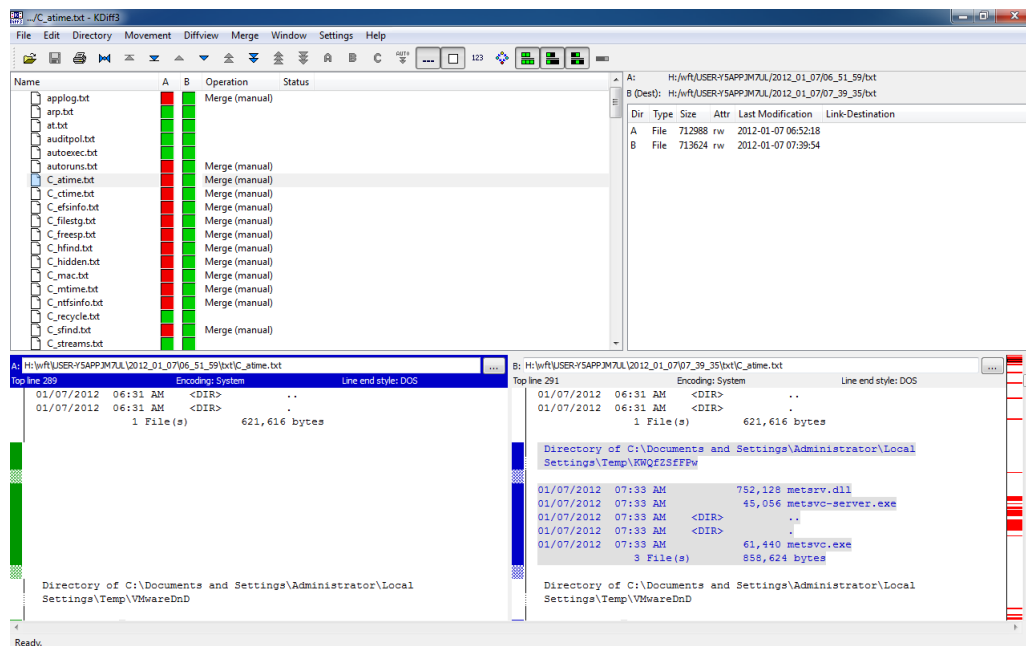 .../C_atime.txt - KDiff3
File Edit Directory Movement Diffview Merge Window Settings Help
A B C AUTO ... 123
Name A B Operation Status
applog.txt Merge (manual)
arp.txt
at.txt
auditpol.txt
autoexec.txt
autoruns.txt Merge (manual)
C_atime.txt Merge (manual)
C_ctime.txt Merge (manual)
C_efsinfo.txt Merge (manual)
C_filestg.txt Merge (manual)
C_freesp.txt Merge (manual)
C_hfind.txt Merge (manual)
C_hidden.txt Merge (manual)
C_mac.txt Merge (manual)
C_mtime.txt Merge (manual)
C_ntfsinfo.txt Merge (manual)
C_recycle.txt
C_sfind.txt Merge (manual)
C_streams.txt
A: H:/wft/USER-Y5APPJM7UL/2012_01_07/06_51_59/txt
B (Dest): H:/wft/USER-Y5APPJM7UL/2012_01_07/07_39_35/txt
Dir Type Size Attr Last Modification Link-Destination
A File 712988 rw 2012-01-07 06:52:18
B File 713624 rw 2012-01-07 07:39:54
A: H:\wft\USER-Y5APPJM7UL\2012_01_07\06_51_59\txt\C_atime.txt ...
Top line 289 Encoding: System Line end style: DOS
01/07/2012 06:31 AM <DIR> ..
01/07/2012 06:31 AM <DIR> .
1 File(s) 621,616 bytes
Directory of C:\Documents and Settings\Administrator\Local
Settings\Temp\VMwareDnD
B: H:\wft\USER-Y5APPJM7UL\2012_01_07\07_39_35\txt\C_atime.txt ...
Top line 291 Encoding: System Line end style: DOS
01/07/2012 06:31 AM <DIR> ..
01/07/2012 06:31 AM <DIR> .
1 File(s) 621,616 bytes
Directory of C:\Documents and Settings\Administrator\Local
Settings\Temp\KWQfZSfFPw
01/07/2012 07:33 AM 752,128 metsrv.dll
01/07/2012 07:33 AM 45,056 metsvc-server.exe
01/07/2012 07:33 AM <DIR> ..
01/07/2012 07:33 AM <DIR> .
01/07/2012 07:33 AM 61,440 metsvc.exe
3 File(s) 858,624 bytes
Directory of C:\Documents and Settings\Administrator\Local
Settings\Temp\VMwareDnD
Ready.